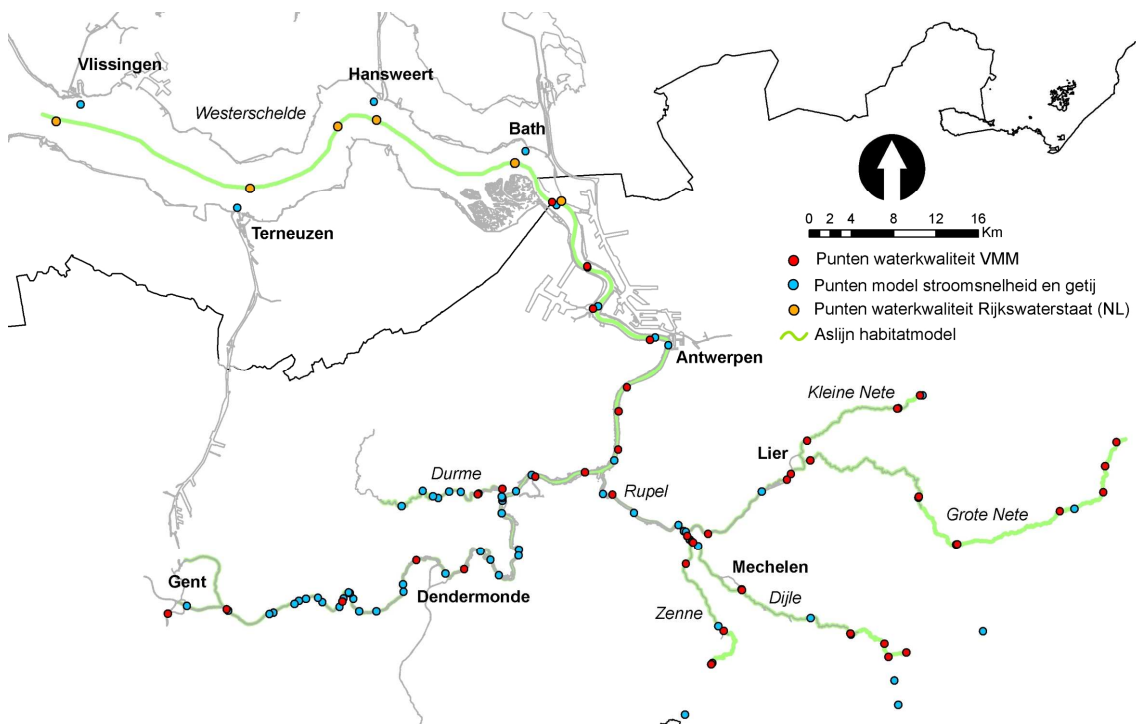 Vlissingen
Hansweert
Westerschelde
Bath
Terneuzen
0 2 4 8 12 16
Km
Punten waterkwaliteit VMM
Punten model stroomsnelheid en getij
Punten waterkwaliteit Rijkswaterstaat (NL)
Aslijn habitatmodel
Antwerpen
Kleine Nete
Lier
Durme
Rupel
Grote Nete
Gent
Dendermonde
Mechelen
Dijle
Zenne